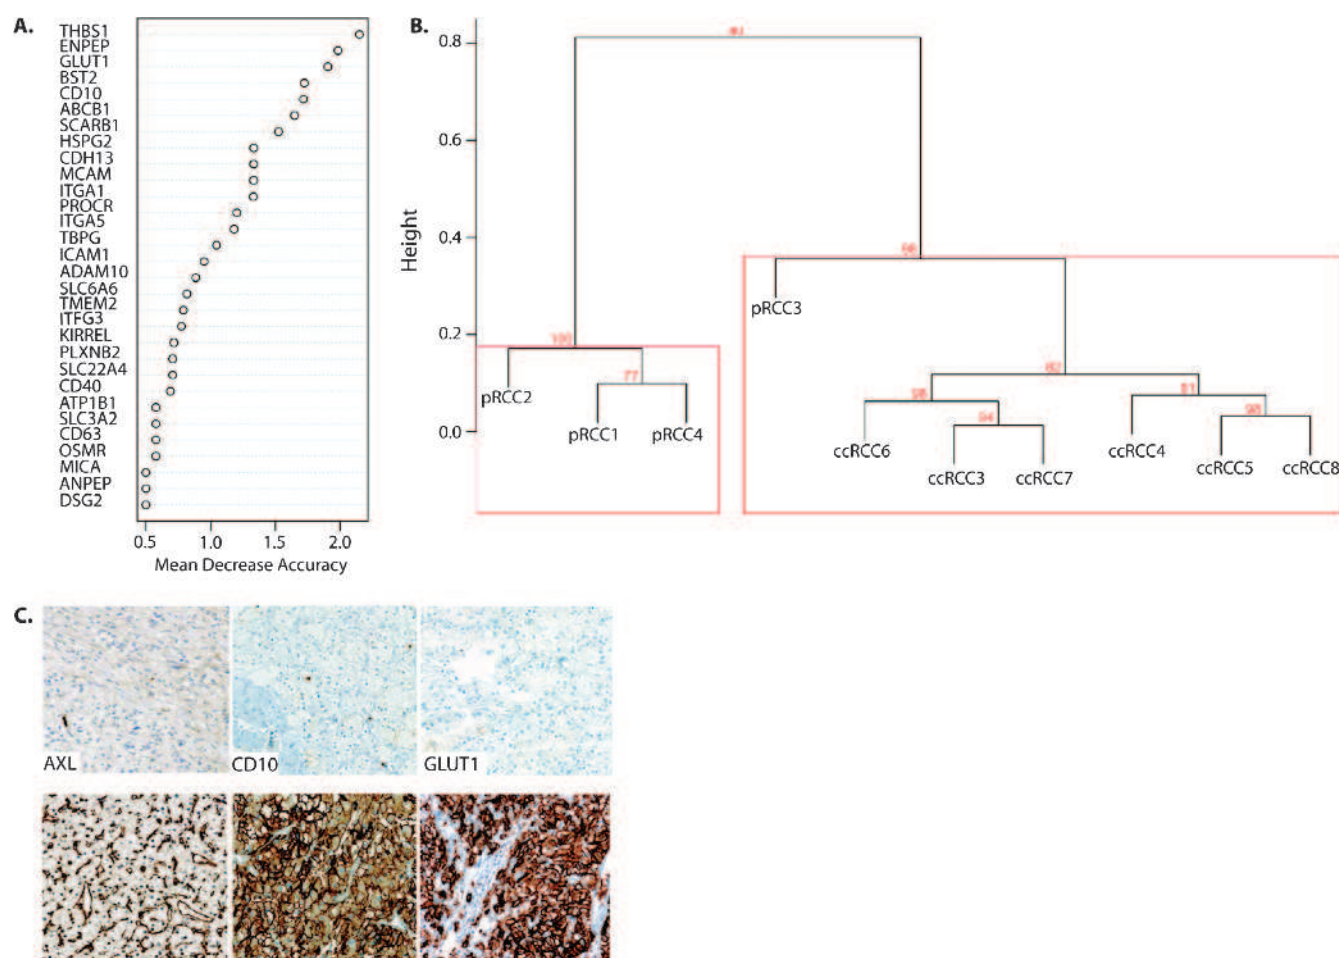 A.
THBS1
ENPEP
GLUT1
BST2
CD10
ABCB1
SCARB1
HSPG2
CDH13
MCAM
ITGA1
PROCR
ITGA5
TBPG
ICAM1
ADAM10
SLC6A6
TMEM2
ITFG3
KIRREL
PLXNB2
SLC22A4
CD40
ATP1B1
SLC3A2
CD63
OSMR
MICA
ANPEP
DSG2
0.5 1.0 1.5 2.0
Mean Decrease Accuracy
B.
Height
0.8
0.6
0.4
0.2
0.0
100
77
pRCC2
pRCC1
pRCC4
pRCC3
ccRCC6
ccRCC3
ccRCC7
ccRCC4
ccRCC5
ccRCC8
C.
AXL
CD10
GLUT1